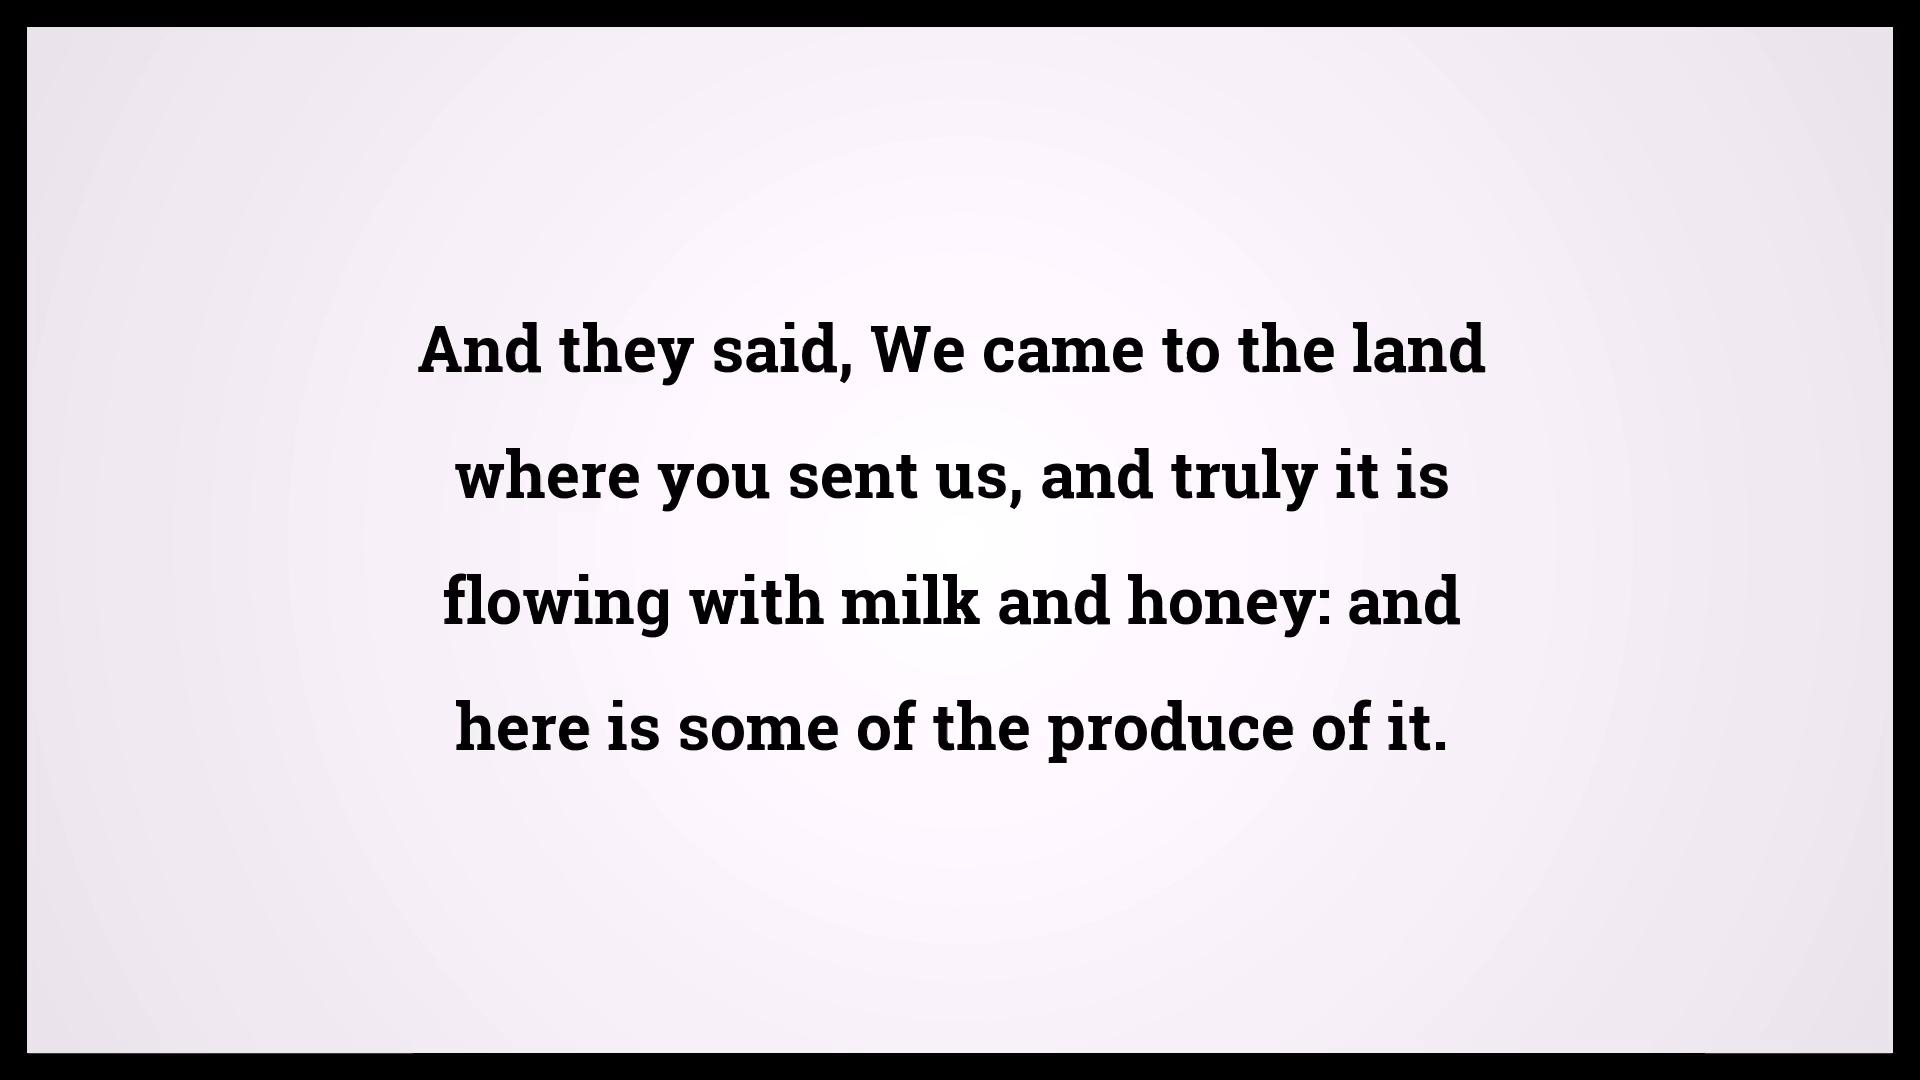 And they said, We came to the land
where you sent us, and truly it is
flowing with milk and honey: and
here is some of the produce of it.